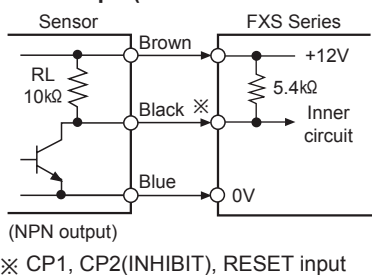 Sensor FXS Series
Brown
+12V
RL
10kΩ
5.4kΩ
Black ※
Inner
circuit
Blue
0V
(NPN output)
※ CP1, CP2(INHIBIT), RESET input